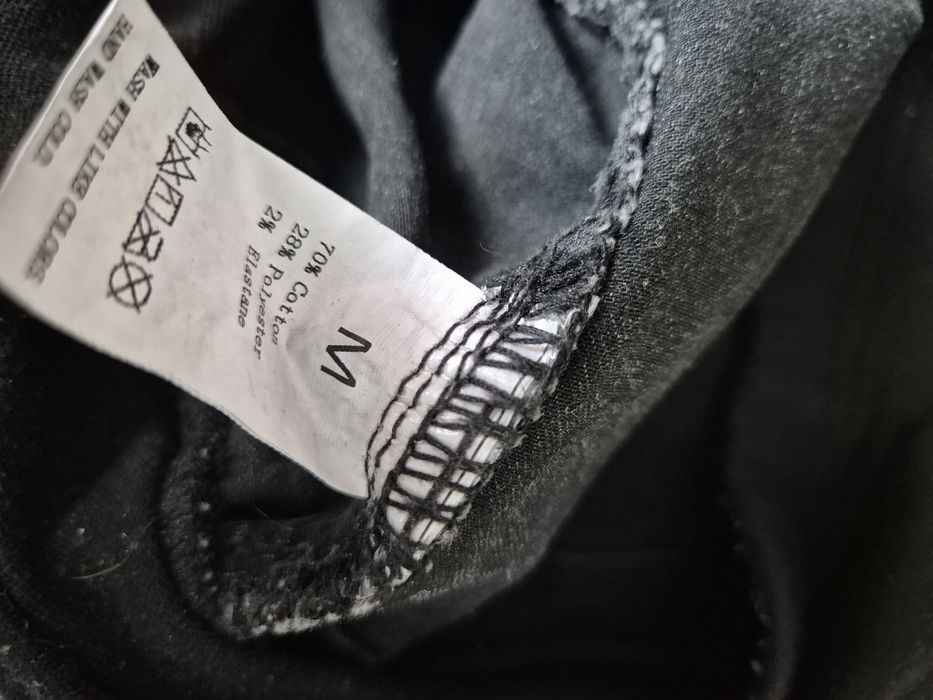 M
70% Cotton
28% Polyester
2% Elastane
HAND WASH COLD
WASH WITH LIKE COLORS